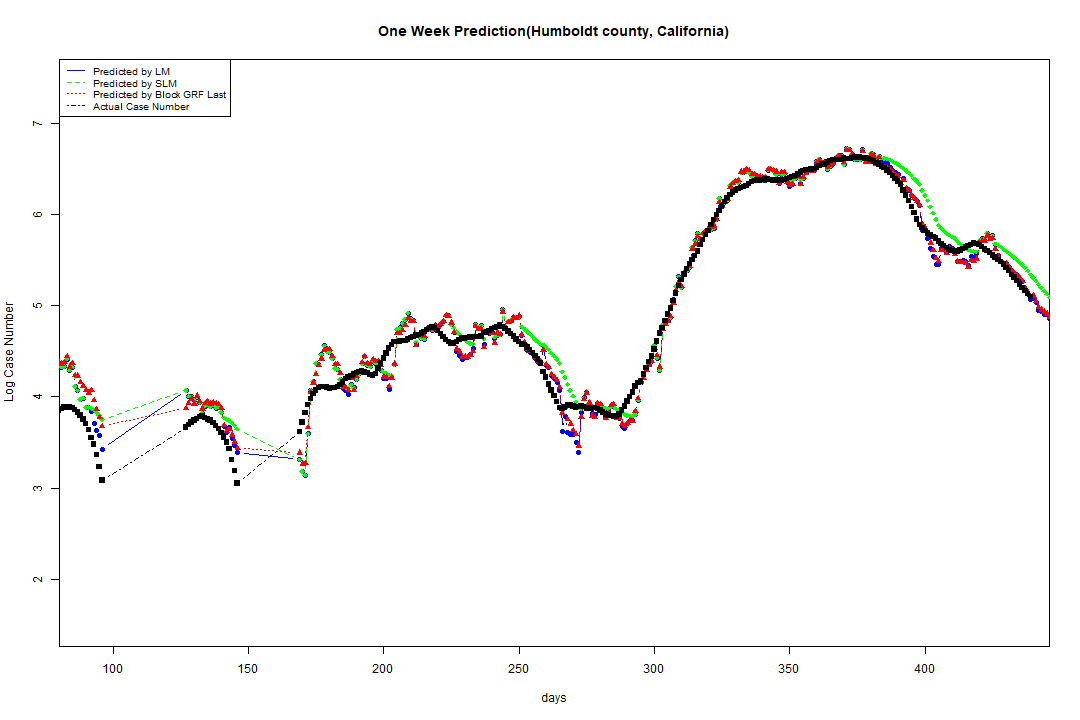 One Week Prediction(Humboldt county, California)
Predicted by LM
Predicted by SLM
Predicted by Block GRF Last
Actual Case Number
Log Case Number
7
6
5
4
3
2
100 150 200 250 300 350 400
days